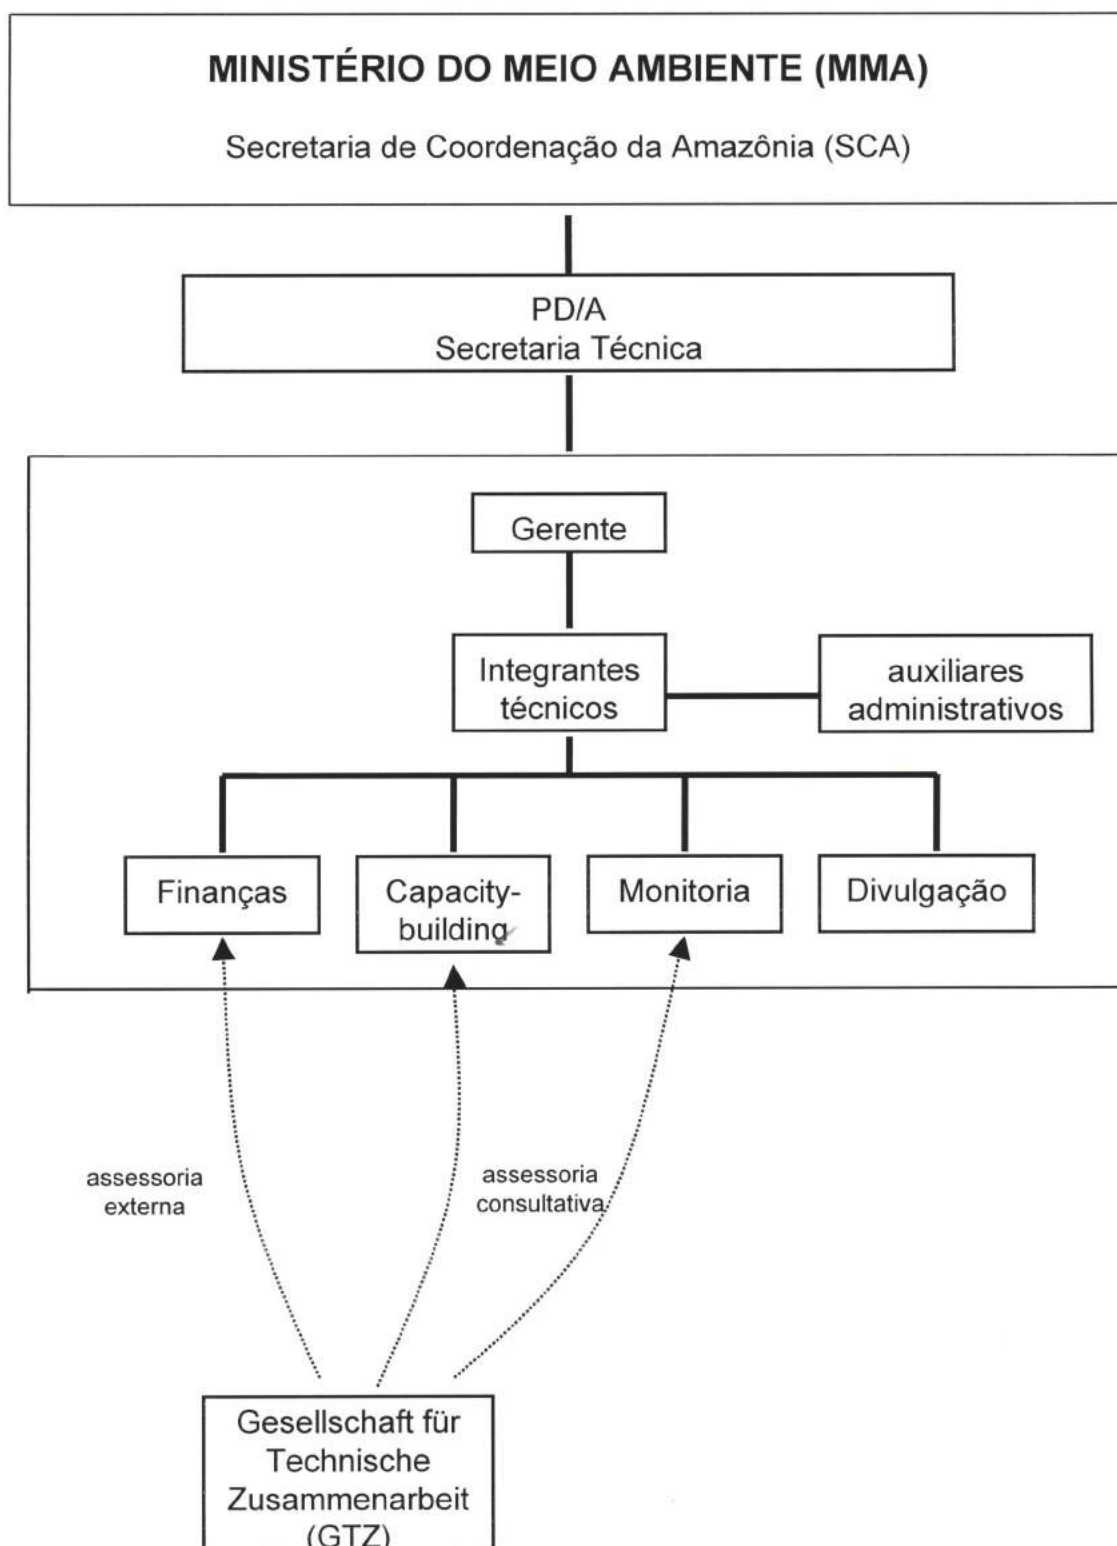 MINISTÉRIO DO MEIO AMBIENTE (MMA)
Secretaria de Coordenação da Amazônia (SCA)
PD/A
Secretaria Técnica
Gerente
Integrantes
técnicos
auxiliares
administrativos
Finanças
Capacity-
building
Monitoria
Divulgação
assessoria
externa
assessoria
consultativa
Gesellschaft für
Technische
Zusammenarbeit
(GTZ)